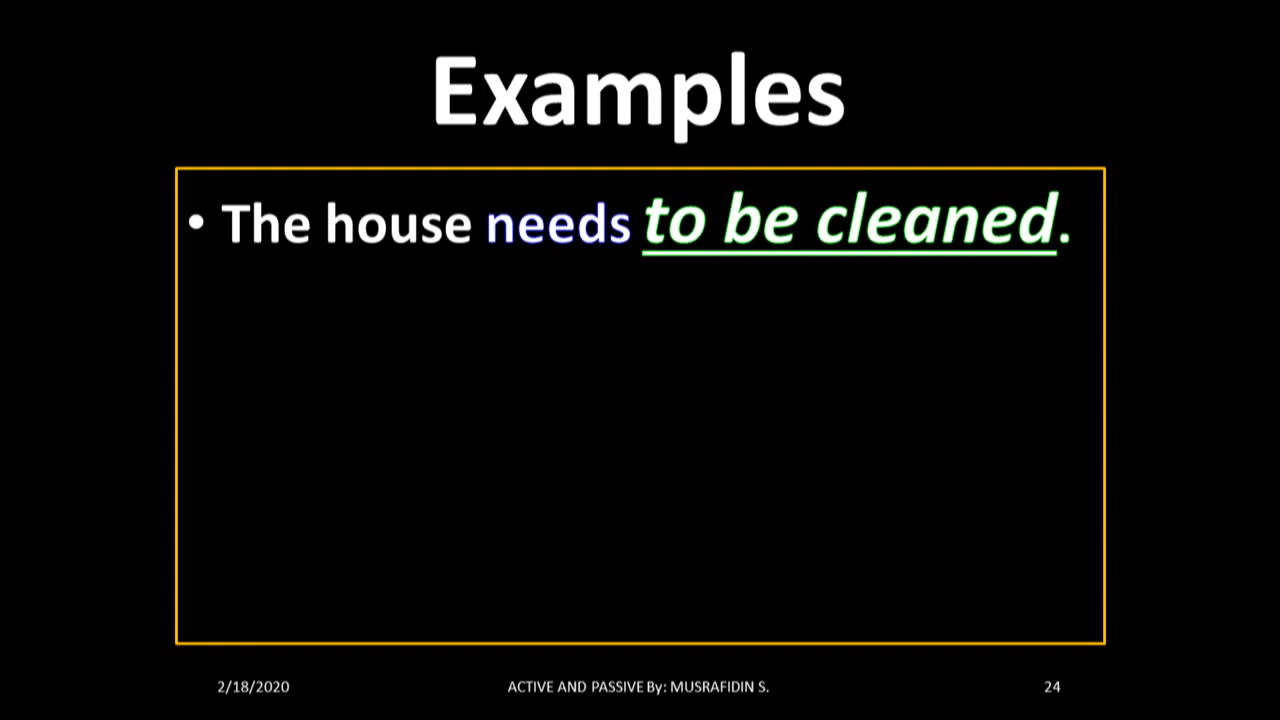 Examples
• The house needs to be cleaned.
2/18/2020 ACTIVE AND PASSIVE By: MUSRAFIDIN S. 24